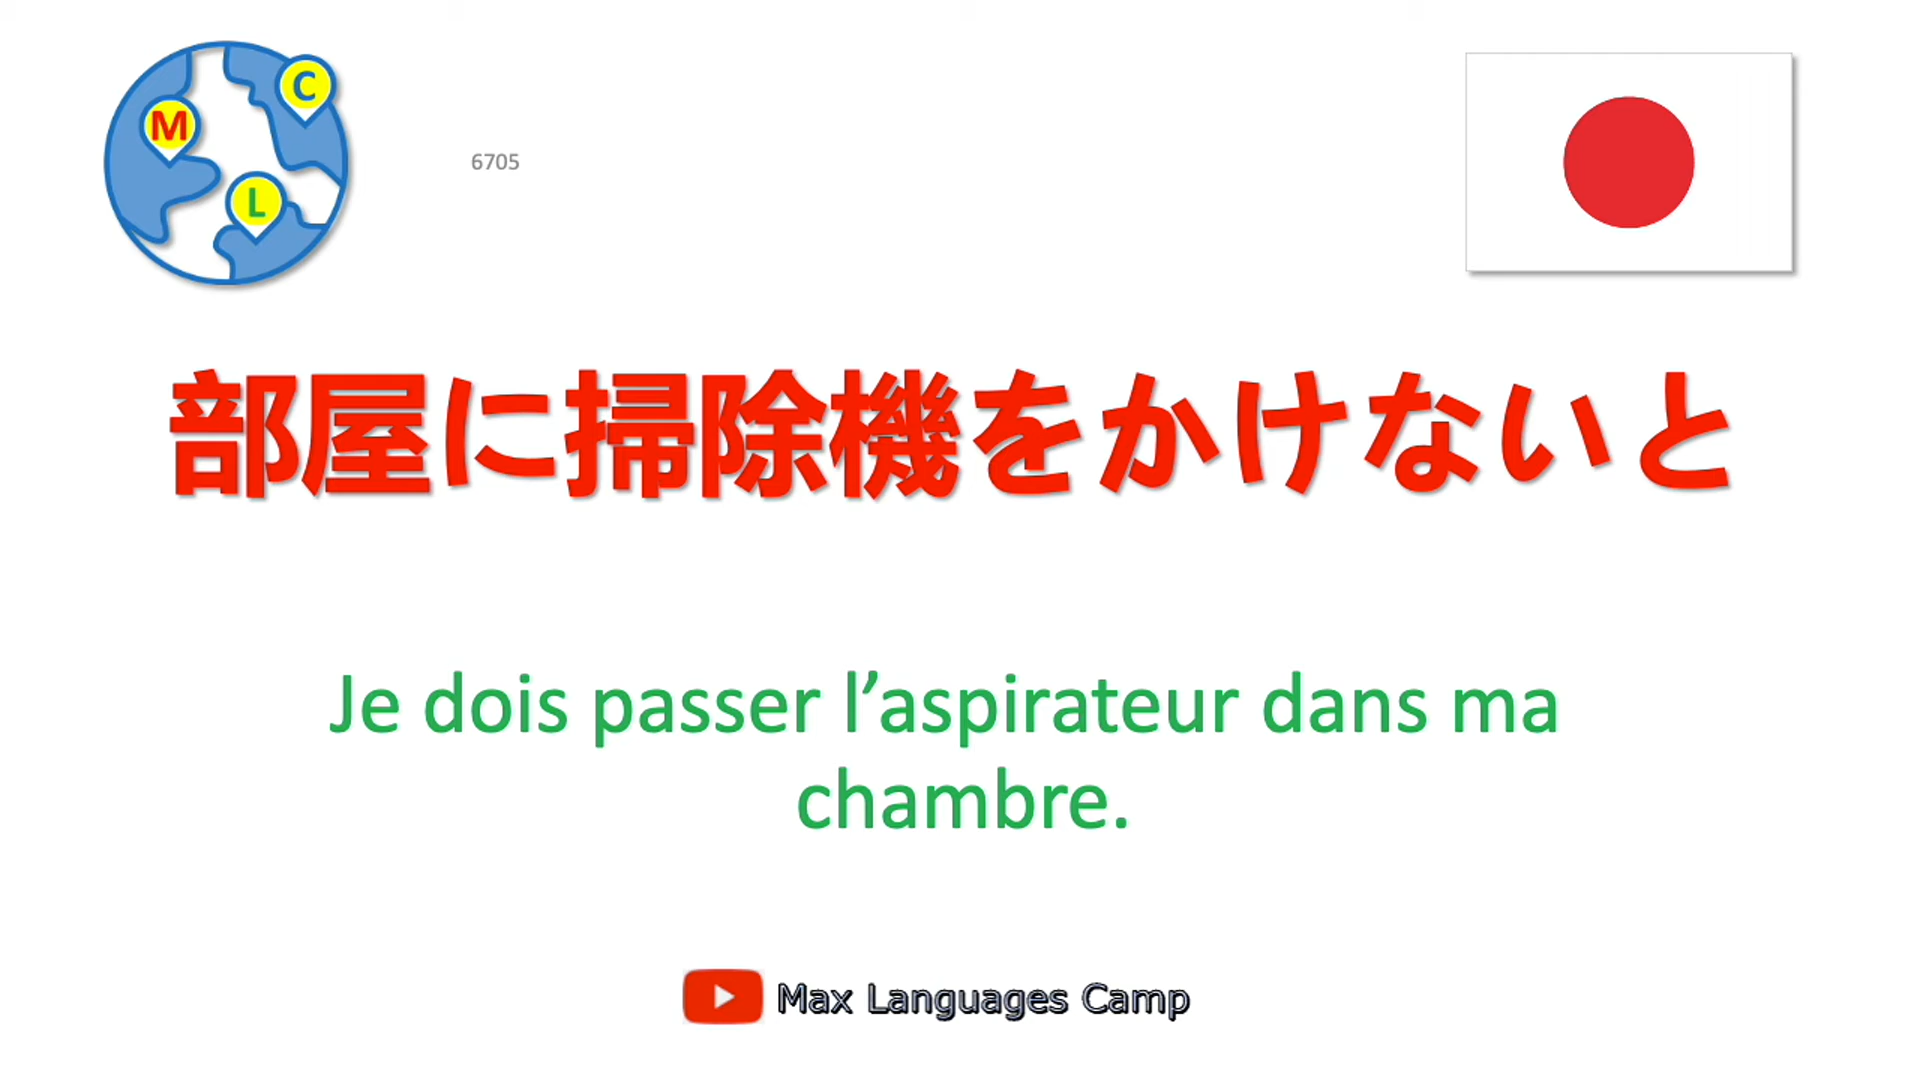 C
M
L
6705
部屋に掃除機をかけないと
Je dois passer l’aspirateur dans ma
chambre.
Max Languages Camp